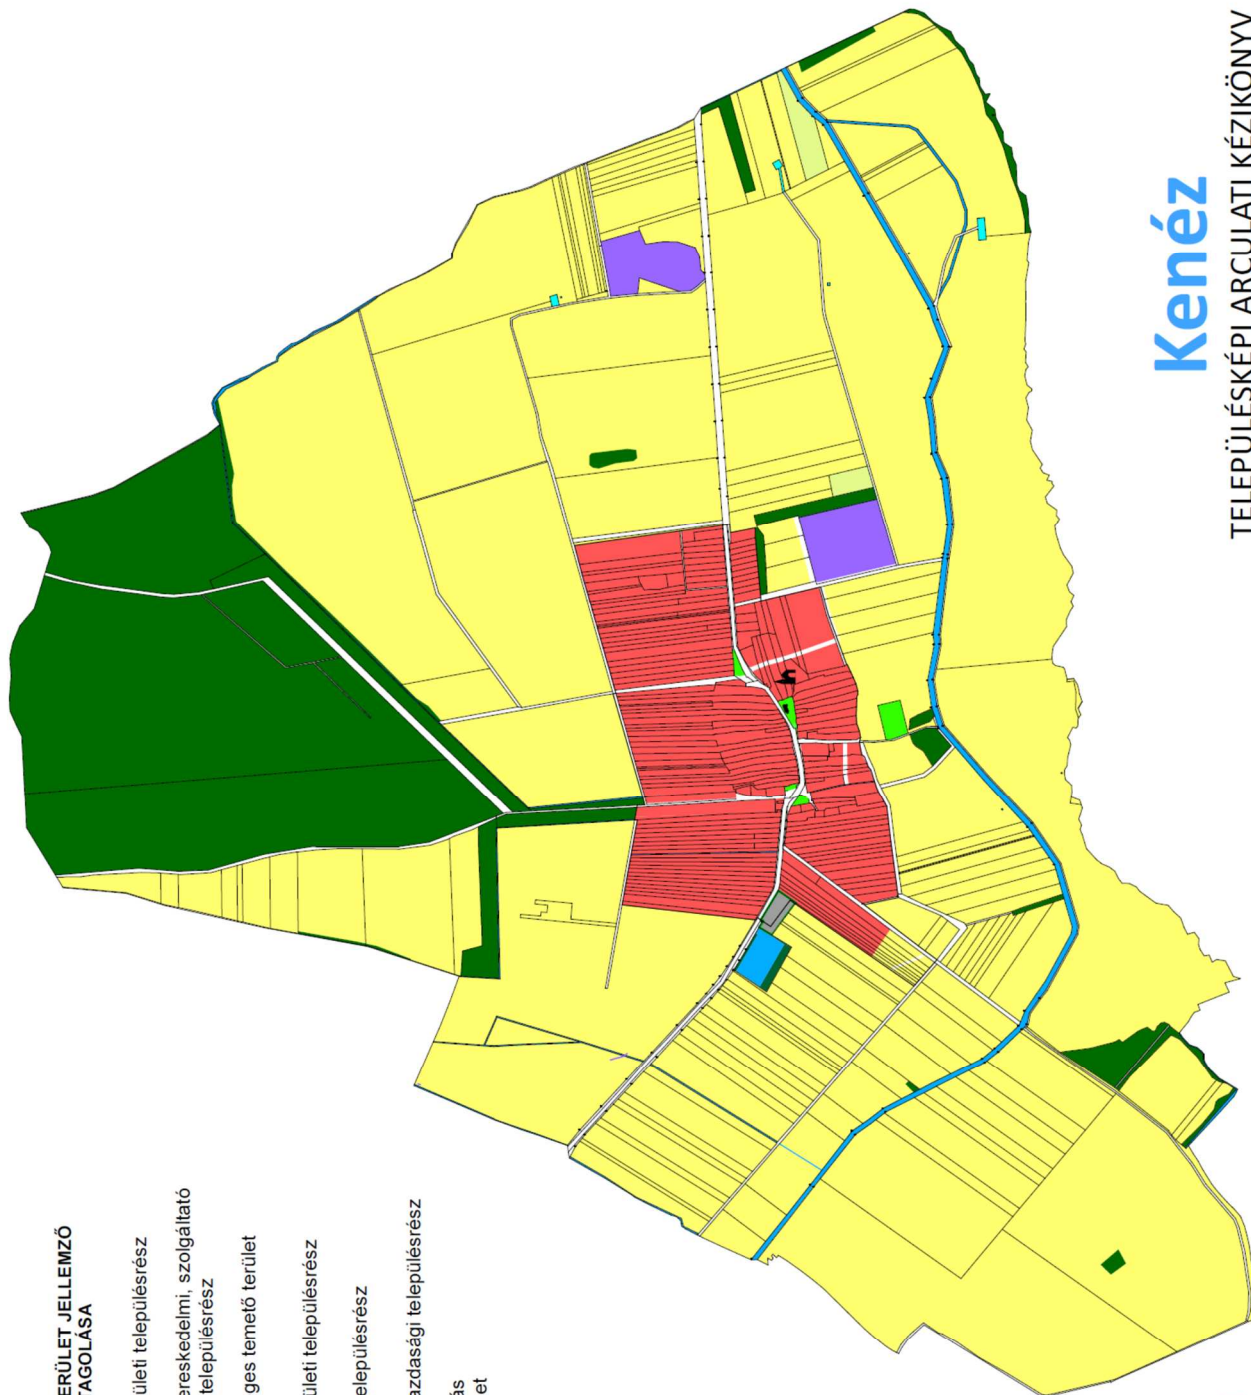 Kenéz
TELEPÜLÉSKÉPI ARCULATI KÉZIKÖNYV
ERÜLET JELLEMZŐ
TAGOLÁSA
ületi településrész
ereskedelmi, szolgáltató
településrész
ges temető terület
ületi településrész
településrész
azdasági településrész
ás
et